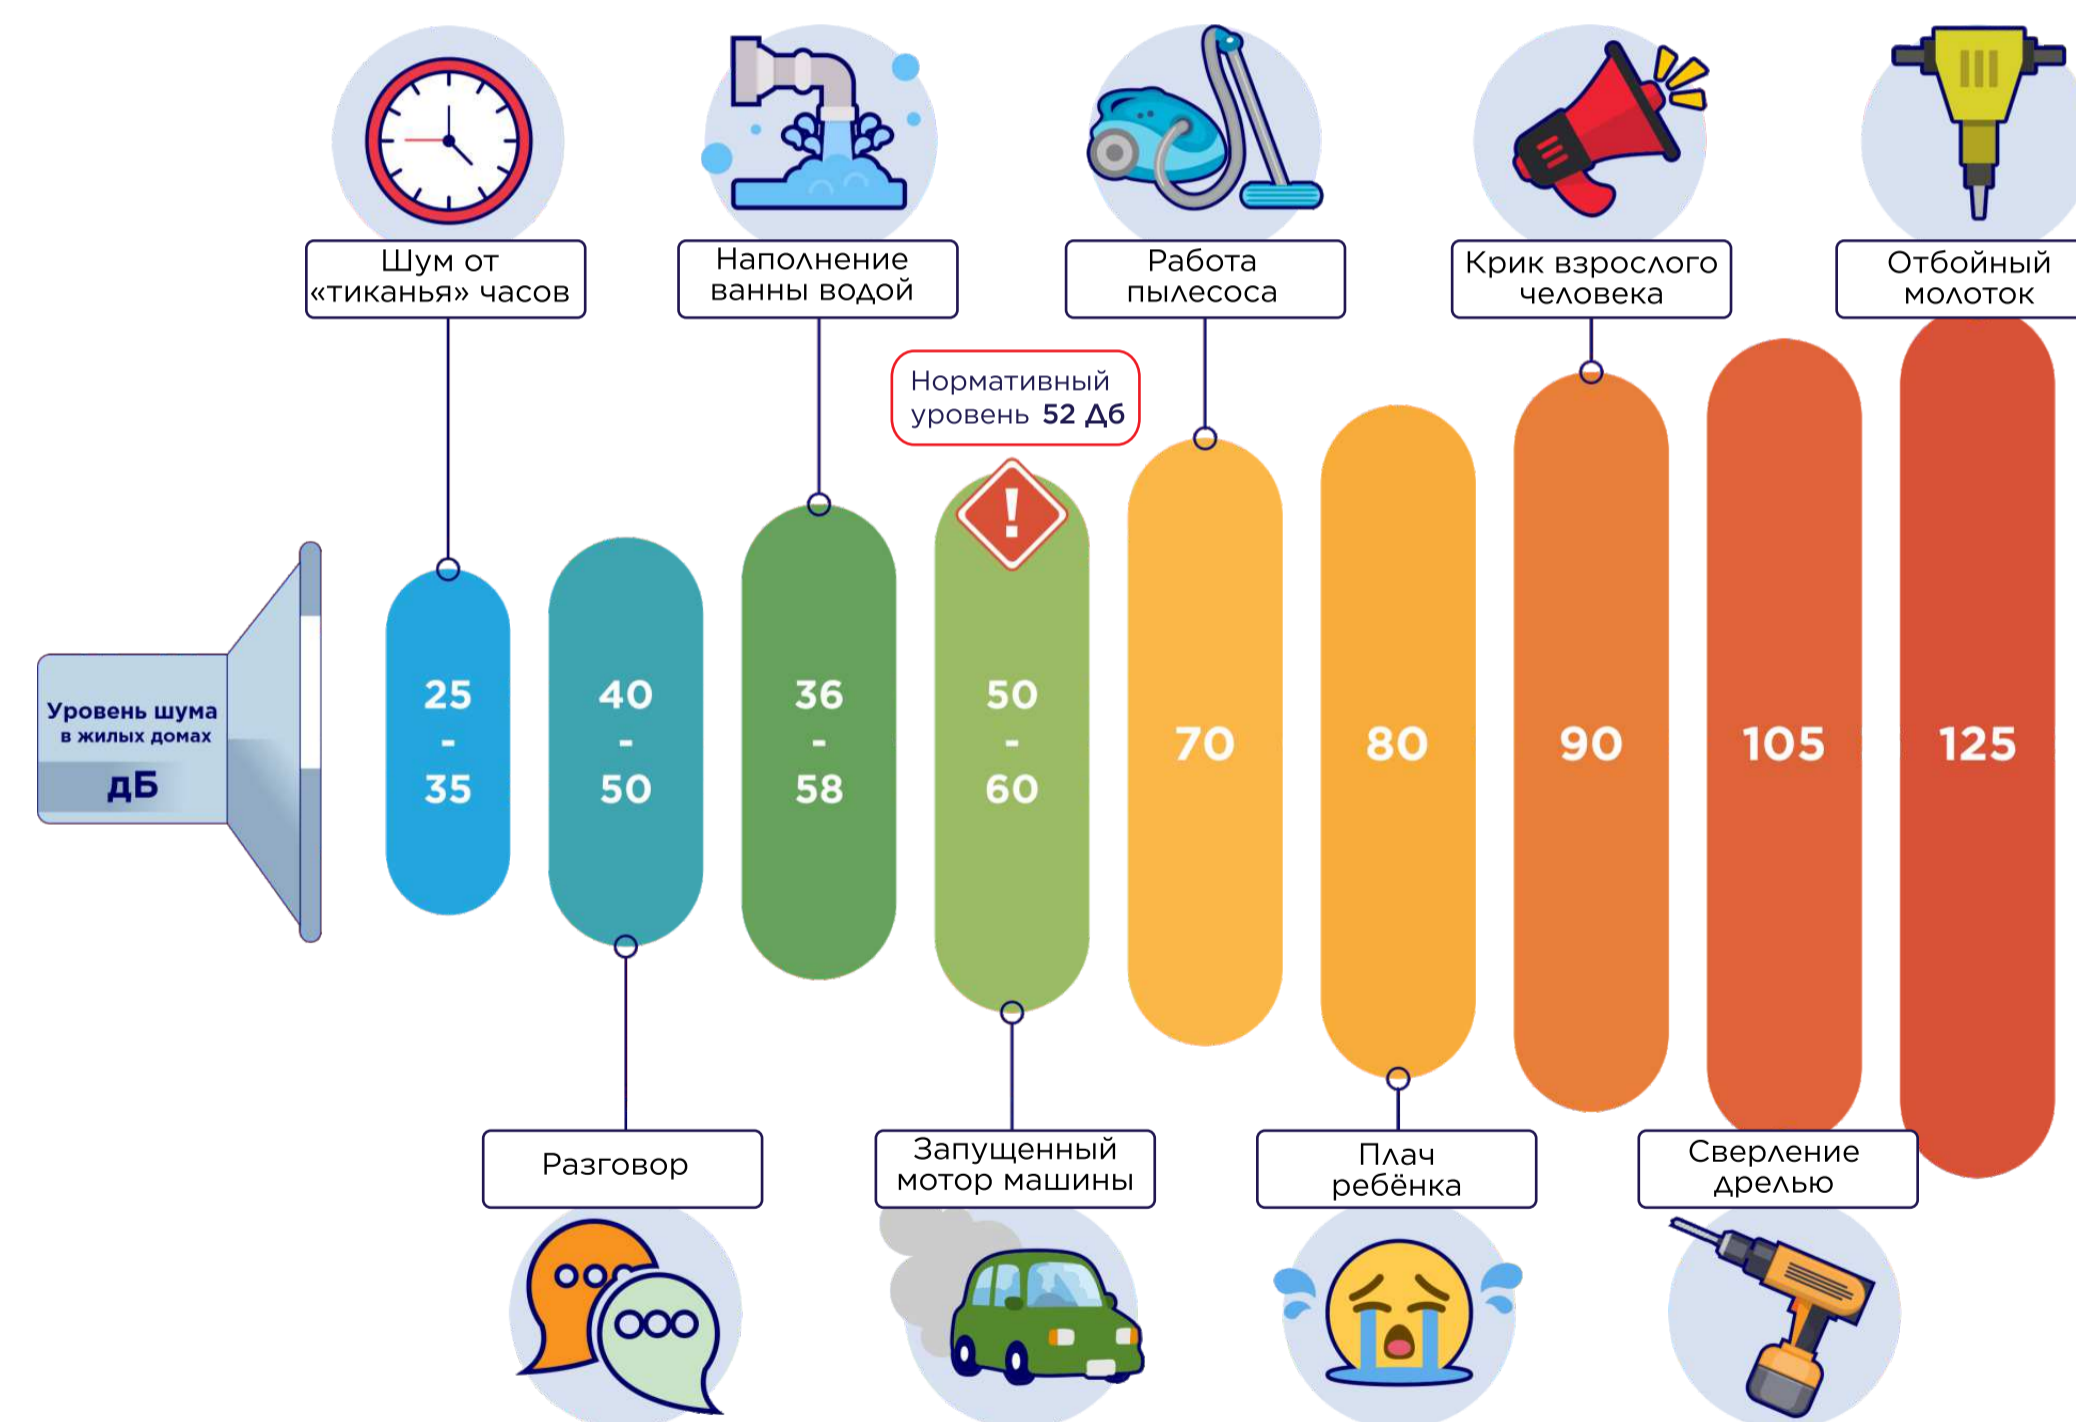 Шум от
«тиканья» часов
Наполнение
ванны водой
Работа
пылесоса
Крик взрослого
человека
Отбойный
молоток
Нормативный
уровень 52 Дб
Уровень шума
в жилых домах
дБ
25
-
35
40
-
50
36
-
58
50
-
60
70
80
90
105
125
Разговор
Запущенный
мотор машины
Плач
ребёнка
Сверление
дрелью